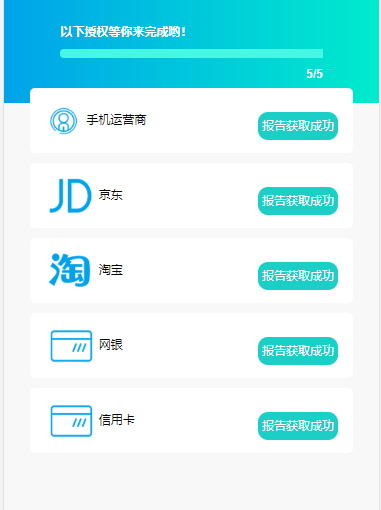 以下授权等你来完成哟！
5/5
手机运营商 报告获取成功
JD 京东 报告获取成功
淘 淘宝 报告获取成功
网银 报告获取成功
信用卡 报告获取成功